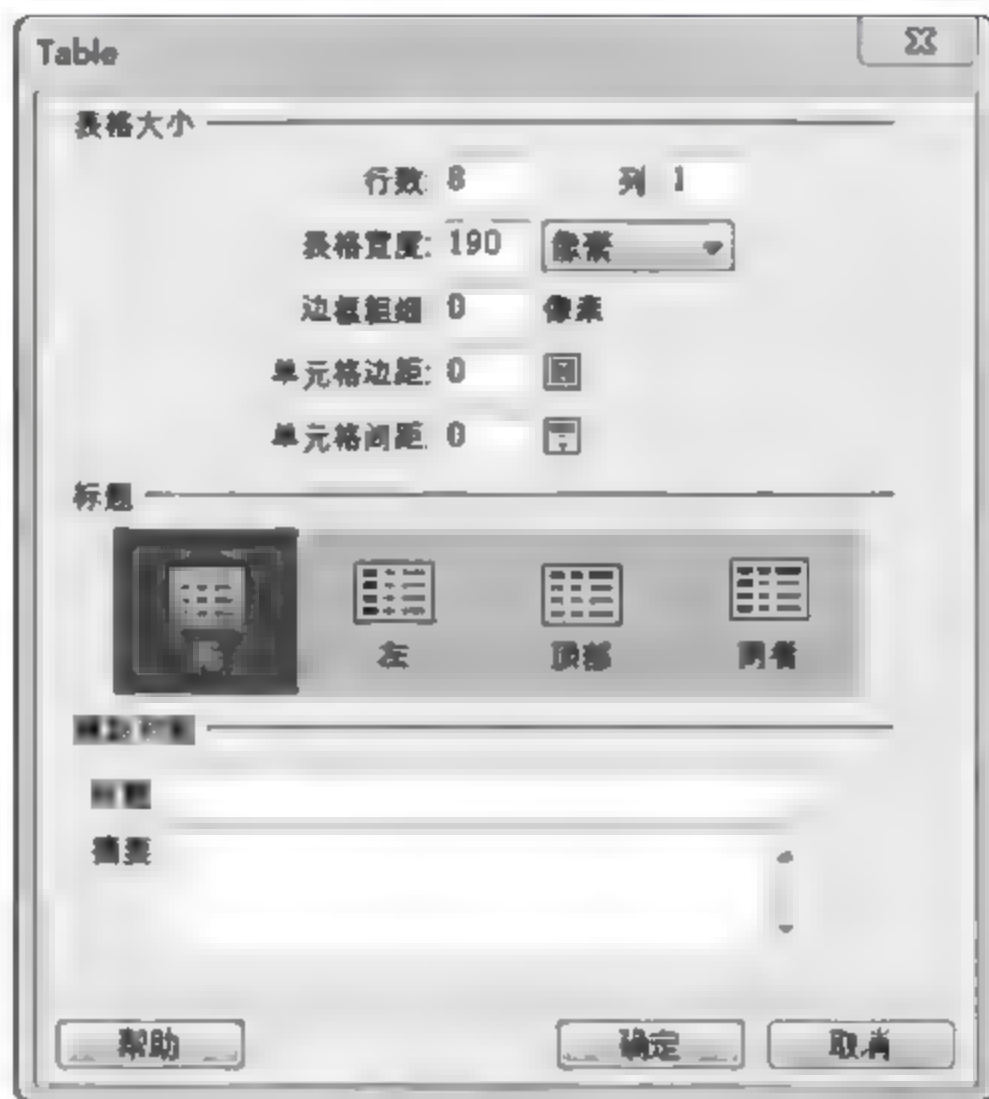 Table
表格大小
行数: 8 列 1
表格宽度: 190 像素
边框粗细 0 像素
单元格边距: 0
单元格间距 0
标题
左 顶部 两者
标题
摘要
帮助 确定 取消